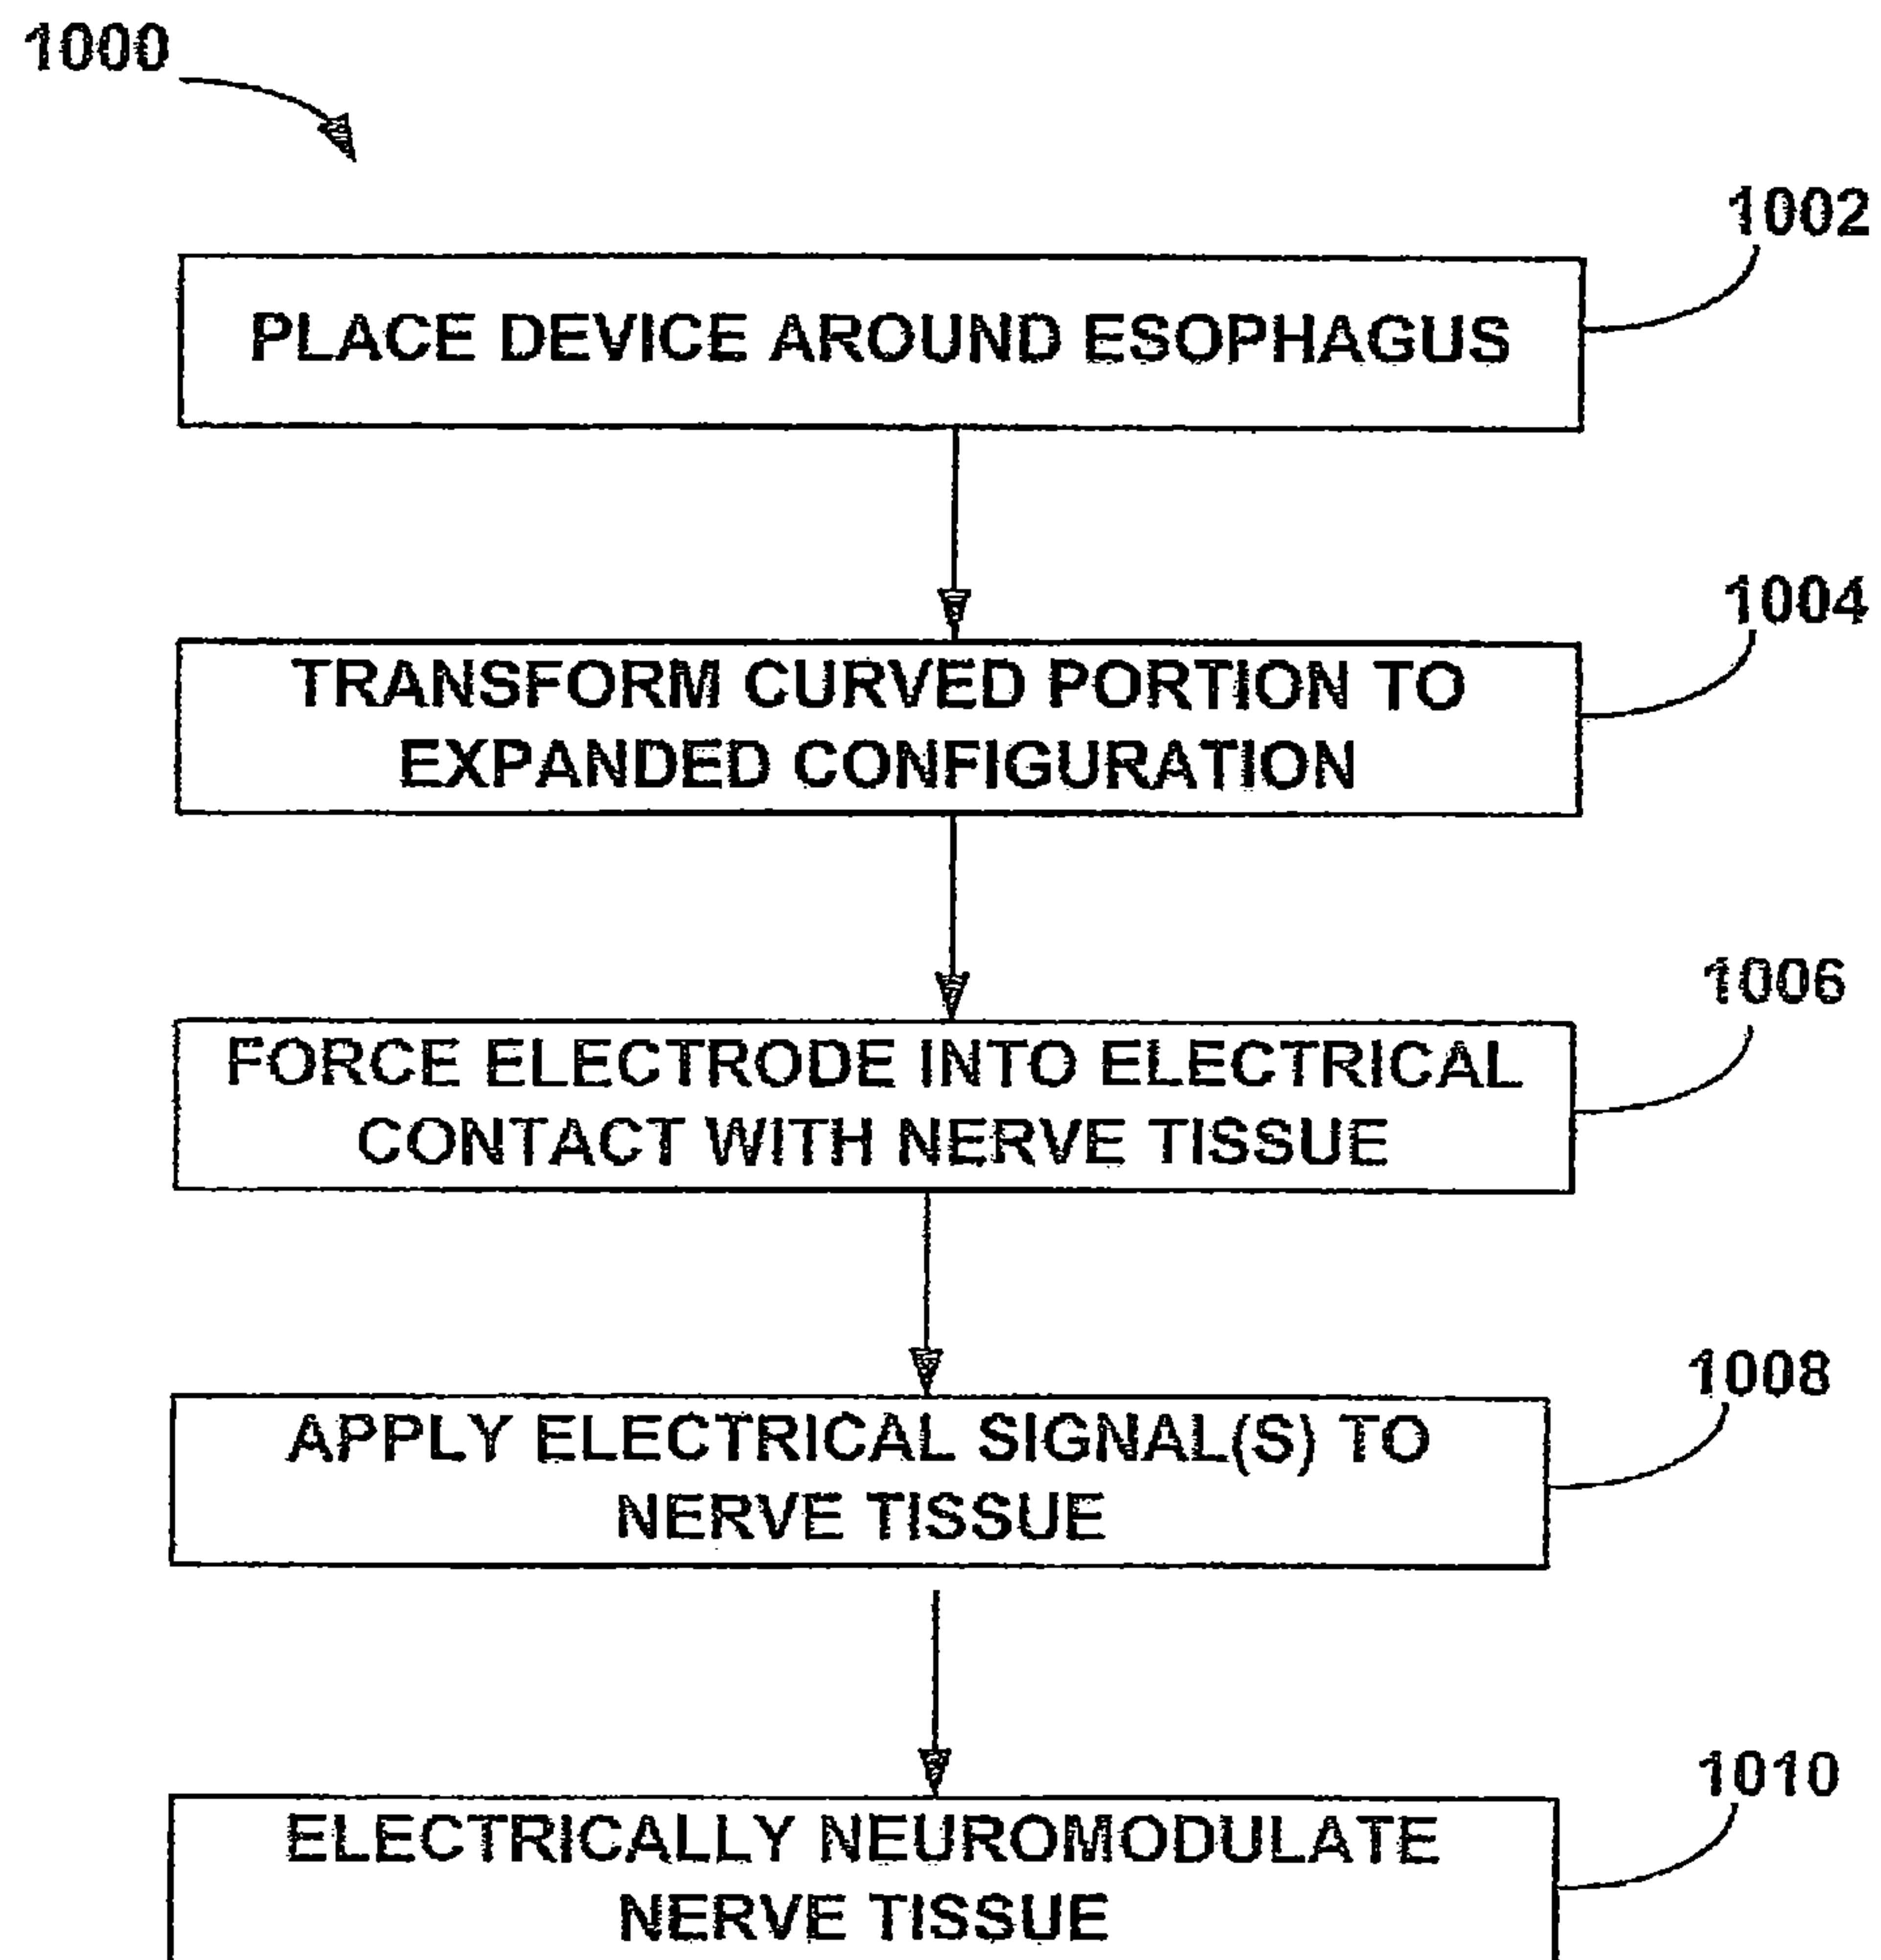 1000
1002
PLACE DEVICE AROUND ESOPHAGUS
1004
TRANSFORM CURVED PORTION TO
EXPANDED CONFIGURATION
1006
FORCE ELECTRODE INTO ELECTRICAL
CONTACT WITH NERVE TISSUE
1008
APPLY ELECTRICAL SIGNAL(S) TO
NERVE TISSUE
1010
ELECTRICALLY NEUROMODULATE
NERVE TISSUE